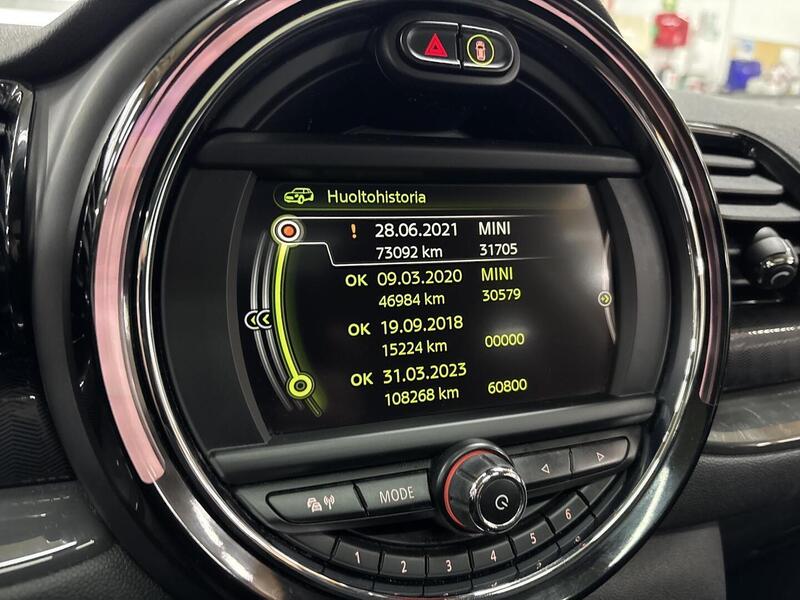 Huoltohistoria
! 28.06.2021 MINI
73092 km 31705
OK 09.03.2020 MINI
46984 km 30579
OK 19.09.2018
15224 km 00000
OK 31.03.2023
108268 km 60800
MODE
1 2 3 4 5 6